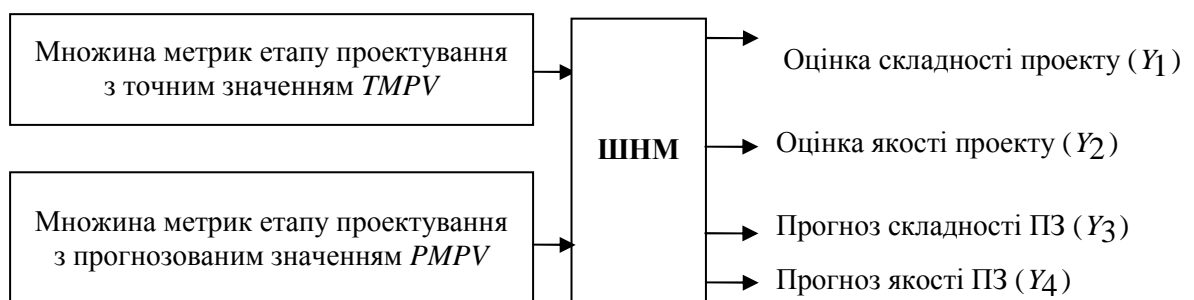 Множина метрик етапу проектування
з точним значенням TMPV
Множина метрик етапу проектування
з прогнозованим значенням PMPV
ШНМ
Оцінка складності проекту (Y1)
Оцінка якості проекту (Y2)
Прогноз складності ПЗ (Y3)
Прогноз якості ПЗ (Y4)